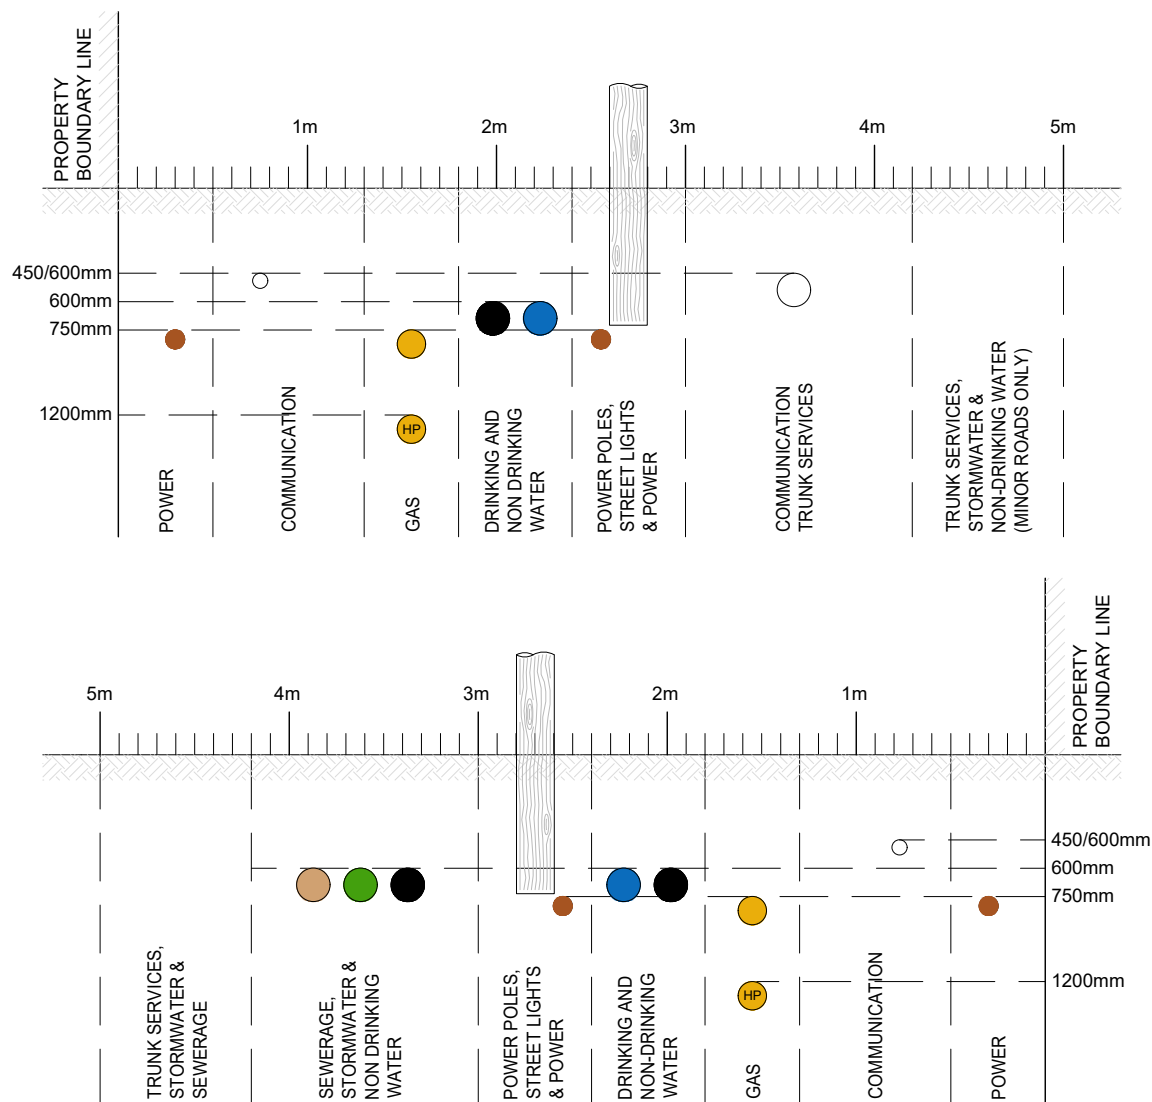 PROPERTY
BOUNDARY LINE
1m
2m
3m
4m
5m
450/600mm
600mm
750mm
1200mm
HP
POWER
COMMUNICATION
GAS
DRINKING AND
NON DRINKING
WATER
POWER POLES,
STREET LIGHTS
& POWER
COMMUNICATION
TRUNK SERVICES
TRUNK SERVICES,
STORMWATER &
NON-DRINKING WATER
(MINOR ROADS ONLY)
5m
4m
3m
2m
1m
PROPERTY
BOUNDARY LINE
450/600mm
600mm
750mm
1200mm
HP
TRUNK SERVICES,
STORMWATER &
SEWERAGE
SEWERAGE,
STORMWATER &
NON DRINKING
WATER
POWER POLES,
STREET LIGHTS
& POWER
DRINKING AND
NON-DRINKING
WATER
GAS
COMMUNICATION
POWER